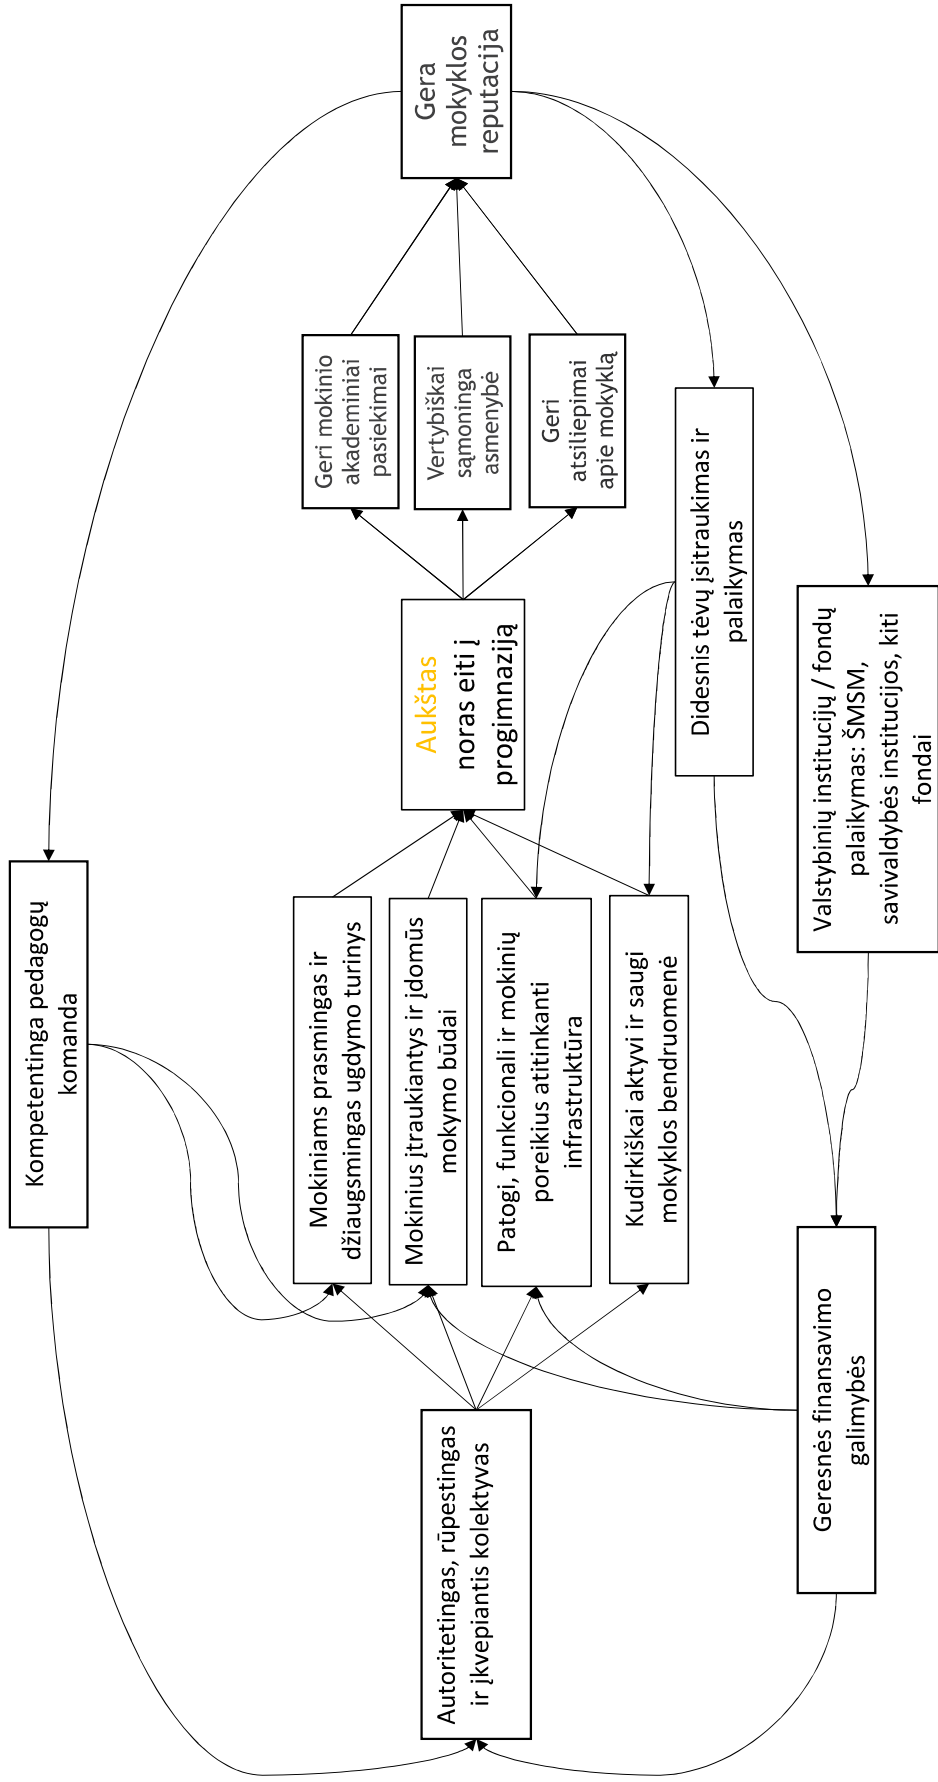 Kompetentinga pedagogų
komanda
Autoritetingas, rūpestingas
ir įkvepiantis kolektyvas
Mokiniams prasmingas ir
džiaugsmingas ugdymo turinys
Mokinius įtraukiantys ir įdomūs
mokymo būdai
Patogi, funkcionali ir mokinių
poreikius atitinkanti
infrastruktūra
Kudirkiškai aktyvi ir saugi
mokyklos bendruomenė
Aukštas
noras eiti į
progimnaziją
Geri mokinio
akademiniai
pasiekimai
Vertybiškai
sąmoninga
asmenybė
Geri
atsiliepimai
apie mokyklą
Gera
mokyklos
reputacija
Didesnis tėvų įsitraukimas ir
palaikymas
Geresnės finansavimo
galimybės
Valstybinių institucijų / fondų
palaikymas: ŠMSM,
savivaldybės institucijos, kiti
fondai